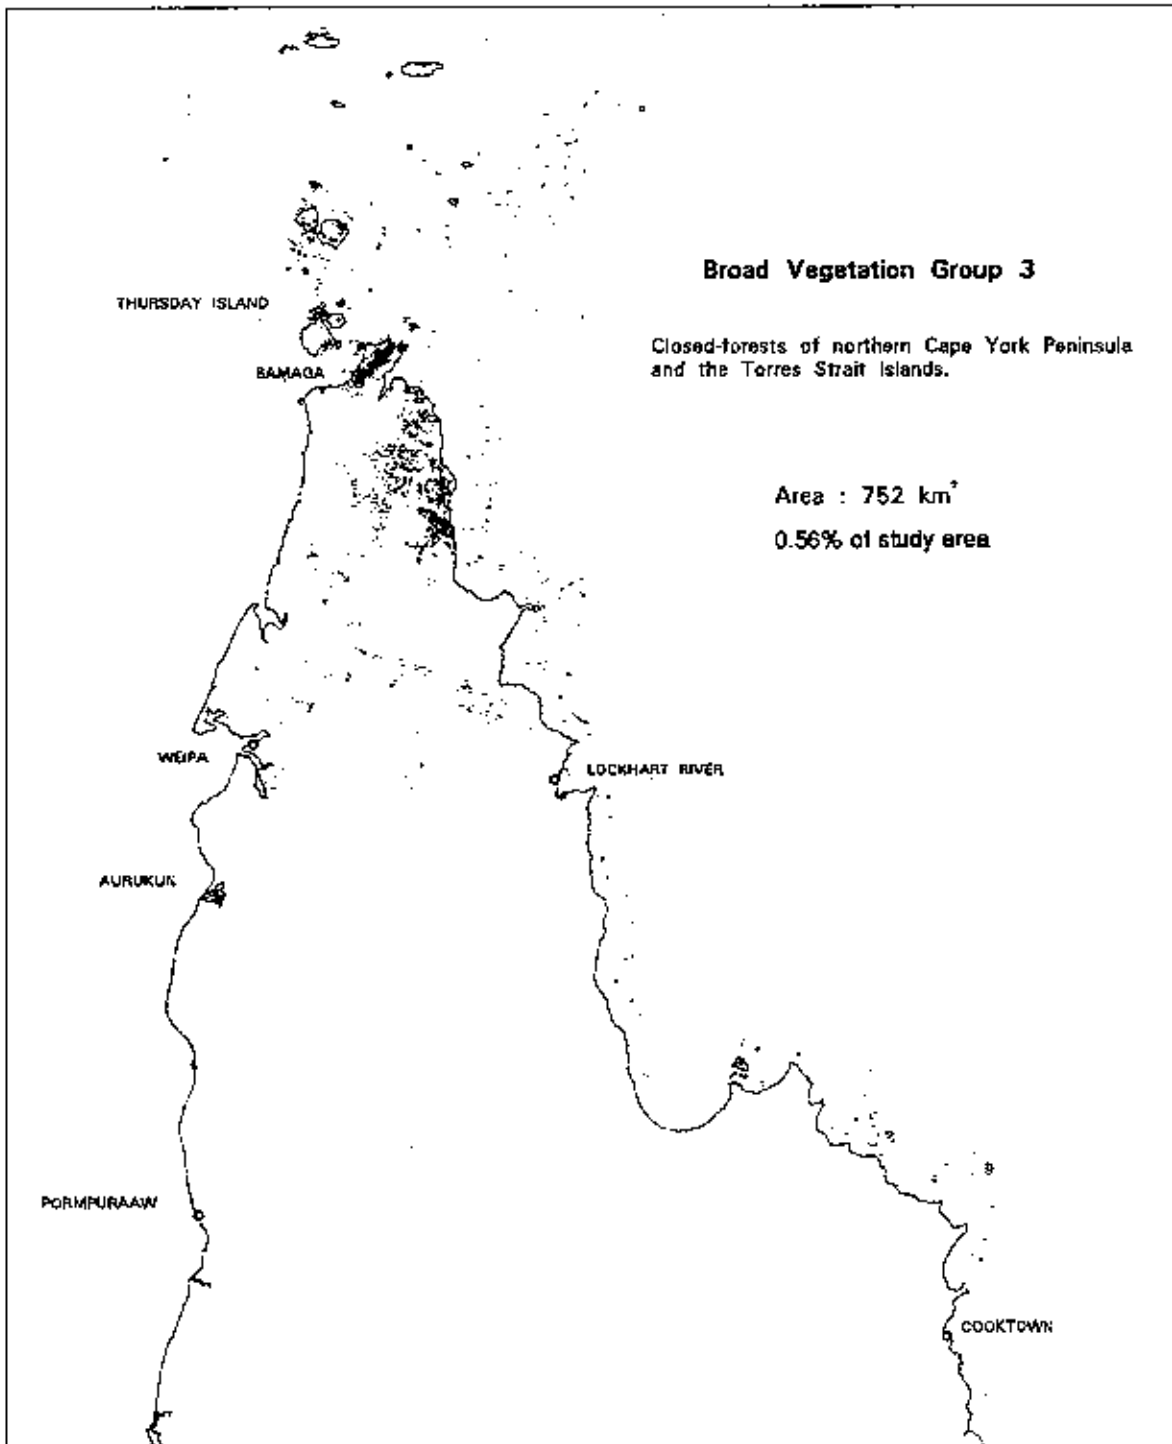 Broad Vegetation Group 3
THURSDAY ISLAND
Closed-forests of northern Cape York Peninsula
and the Torres Strait Islands.
BAMAGA
Area : 752 km²
0.56% of study area
WEIPA
LOCKHART RIVER
AURUKUN
PORMPURAAW
COOKTOWN